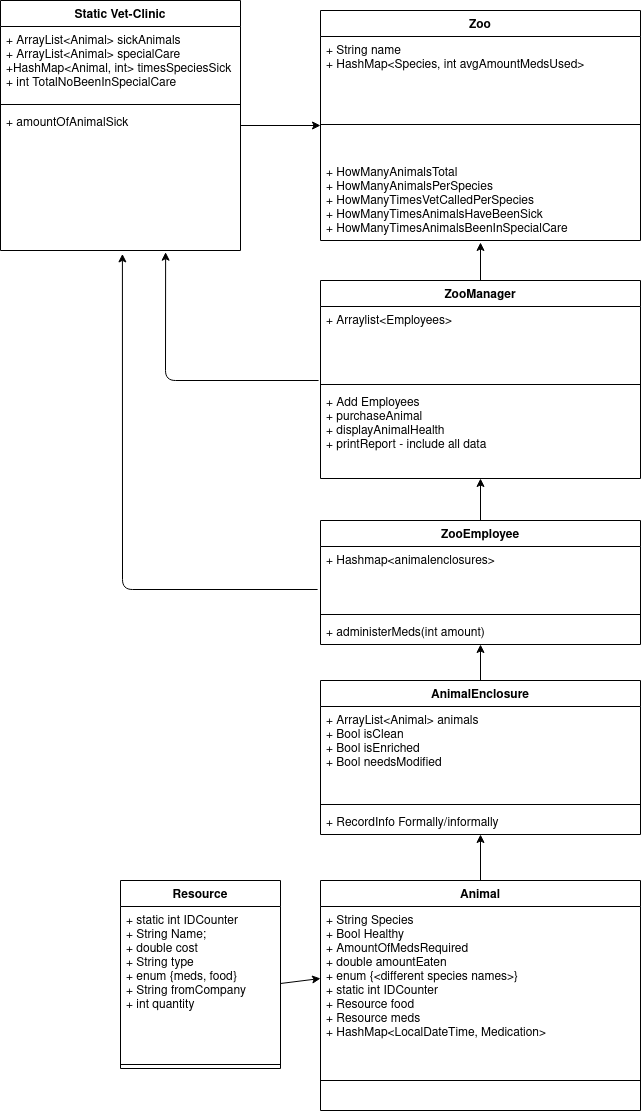 Static Vet-Clinic
+ ArrayList<Animal> sickAnimals
+ ArrayList<Animal> specialCare
+HashMap<Animal, int> timesSpeciesSick
+ int TotalNoBeenInSpecialCare
+ amountOfAnimalSick
Zoo
+ String name
+ HashMap<Species, int avgAmountMedsUsed>
+ HowManyAnimalsTotal
+ HowManyAnimalsPerSpecies
+ HowManyTimesVetCalledPerSpecies
+ HowManyTimesAnimalsHaveBeenSick
+ HowManyTimesAnimalsBeenInSpecialCare
ZooManager
+ Arraylist<Employees>
+ Add Employees
+ purchaseAnimal
+ displayAnimalHealth
+ printReport - include all data
ZooEmployee
+ Hashmap<animalenclosures>
+ administerMeds(int amount)
AnimalEnclosure
+ ArrayList<Animal> animals
+ Bool isClean
+ Bool isEnriched
+ Bool needsModified
+ RecordInfo Formally/informally
Resource
+ static int IDCounter
+ String Name;
+ double cost
+ String type
+ enum {meds, food}
+ String fromCompany
+ int quantity
Animal
+ String Species
+ Bool Healthy
+ AmountOfMedsRequired
+ double amountEaten
+ enum {<different species names>}
+ static int IDCounter
+ Resource food
+ Resource meds
+ HashMap<LocalDateTime, Medication>